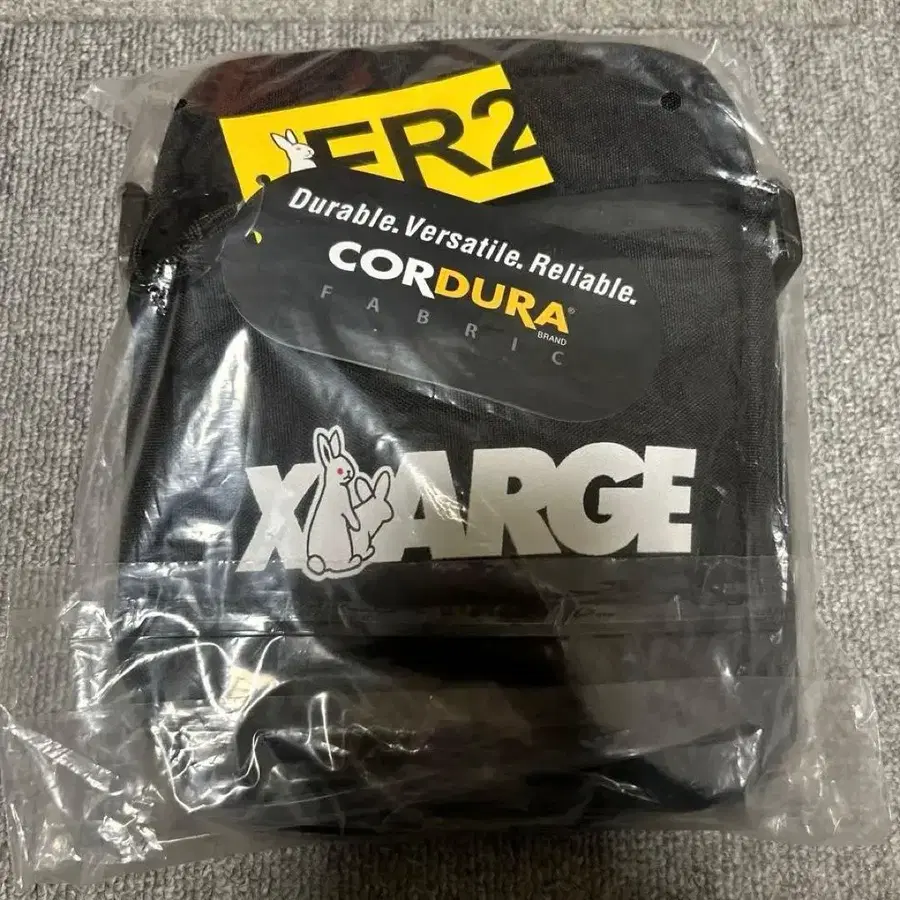 FR2
Durable. Versatile. Reliable.
CORDURA®
BRAND
FABRIC
XLARGE